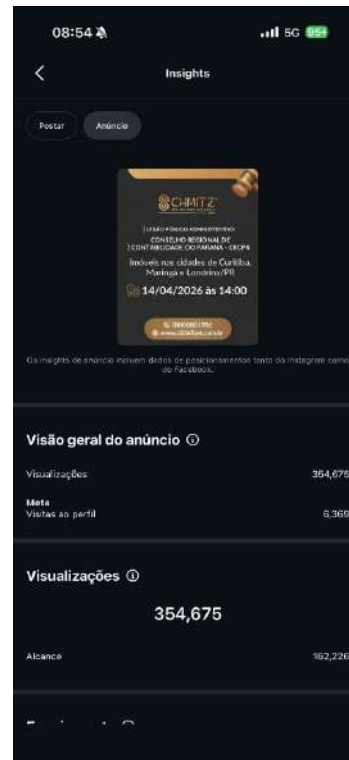 08:54
5G 95+
Insights
Postar
Anúncio
SCHMITZ
CONSELHO REGIONAL DE
CONTABILIDADE DO PARANÁ - CRCPR
Imóveis nas cidades de Curitiba,
Maringá e Londrina/PR
14/04/2026 às 14:00
Os insights de anúncio incluem dados de posicionamentos tanto do Instagram como
do Facebook.
Visão geral do anúncio
Visualizações
354,675
Meta
Visitas ao perfil
6,369
Visualizações
354,675
Alcance
162,226